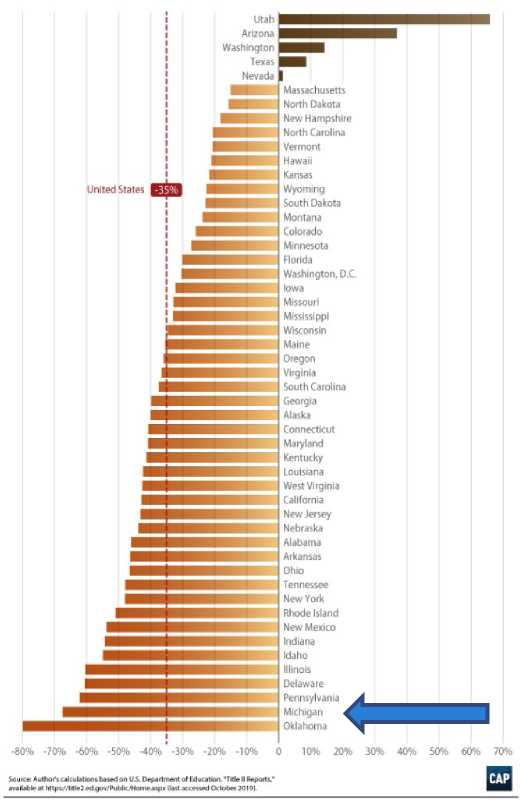 Utah
Arizona
Washington
Texas
Nevada
Massachusetts
North Dakota
New Hampshire
North Carolina
Vermont
Hawaii
Kansas
United States -35% Wyoming
South Dakota
Montana
Colorado
Minnesota
Florida
Washington, D.C.
Iowa
Missouri
Mississippi
Wisconsin
Maine
Oregon
Virginia
South Carolina
Georgia
Alaska
Connecticut
Maryland
Kentucky
Louisiana
West Virginia
California
New Jersey
Nebraska
Alabama
Arkansas
Ohio
Tennessee
New York
Rhode Island
New Mexico
Indiana
Idaho
Illinois
Delaware
Pennsylvania
Michigan
Oklahoma
-80% -70% -60% -50% -40% -30% -20% -10% 0% 10% 20% 30% 40% 50% 60% 70%
Source: Author's calculations based on U.S. Department of Education, "Title II Reports,"
available at https://title2.ed.gov/Public/Home.aspx (last accessed October 2019).
CAP